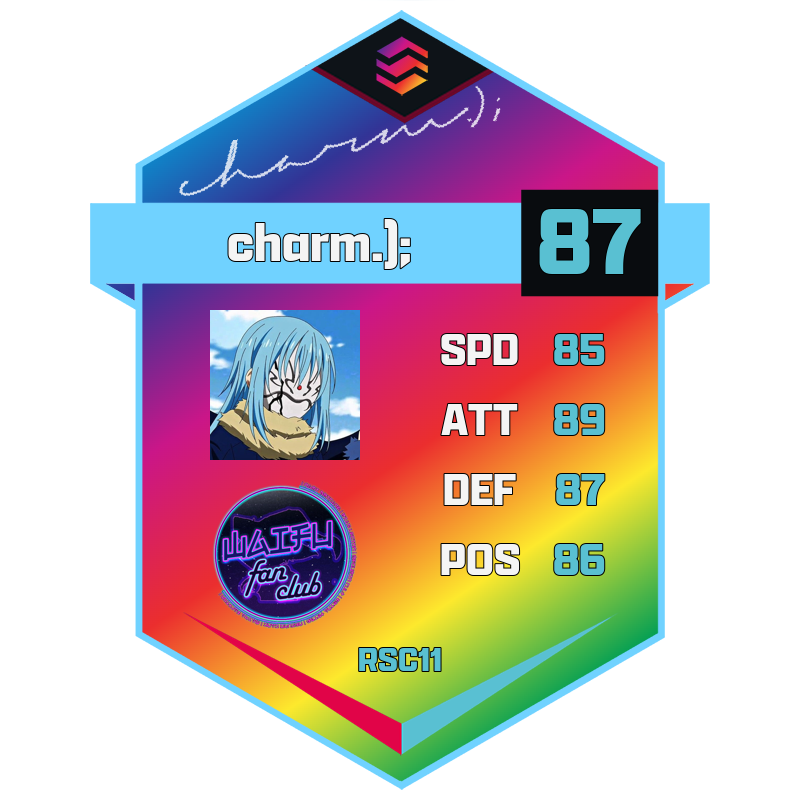 charm.);
charm.);
87
SPD 85
ATT 89
DEF 87
POS 86
WAIFU
fan
club
RSC11